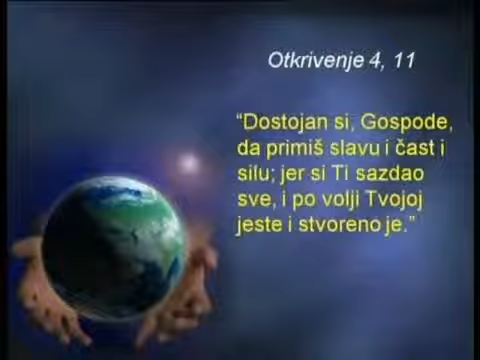 Otkrivenje 4, 11
“Dostojan si, Gospode,
da primiš slavu i čast i
silu; jer si Ti sazdao
sve, i po volji Tvojoj
jeste i stvoreno je.”